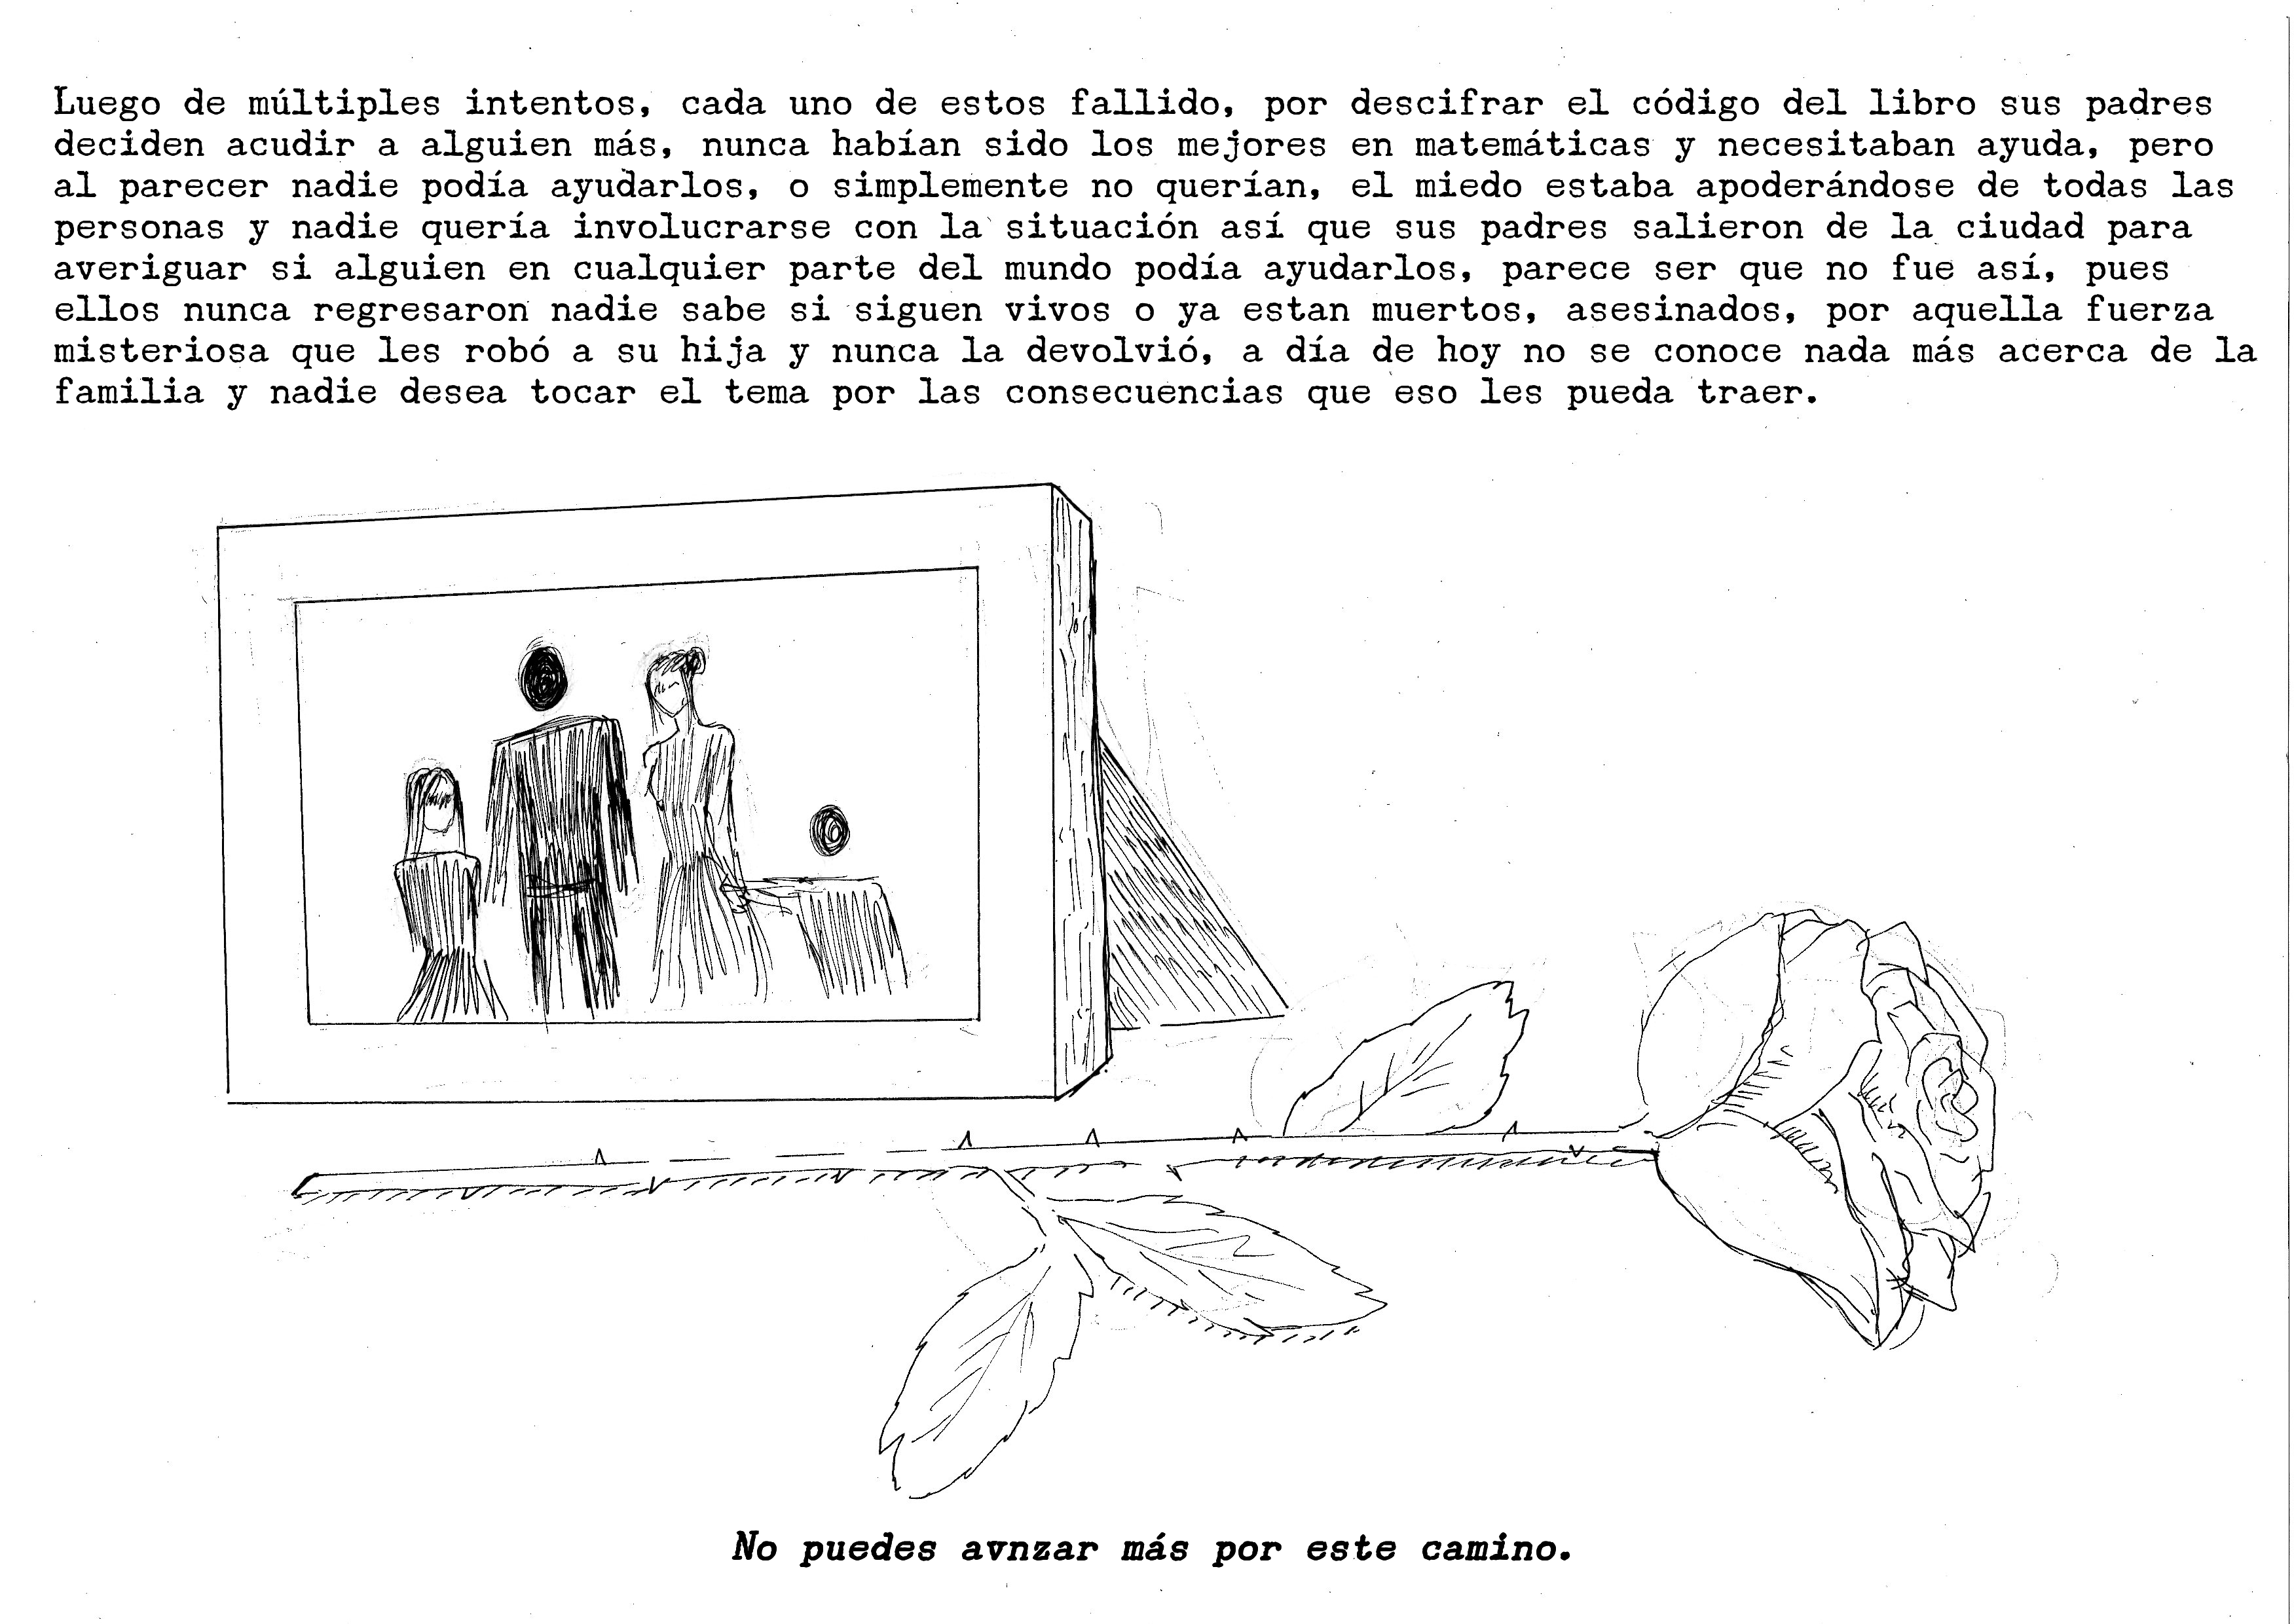 Luego de múltiples intentos, cada uno de estos fallido, por descifrar el código del libro sus padres
deciden acudir a alguien más, nunca habían sido los mejores en matemáticas y necesitaban ayuda, pero
al parecer nadie podía ayudarlos, o simplemente no querían, el miedo estaba apoderándose de todas las
personas y nadie quería involucrarse con la situación así que sus padres salieron de la ciudad para
averiguar si alguien en cualquier parte del mundo podía ayudarlos, parece ser que no fue así, pues
ellos nunca regresaron nadie sabe si siguen vivos o ya estan muertos, asesinados, por aquella fuerza
misteriosa que les robó a su hija y nunca la devolvió, a día de hoy no se conoce nada más acerca de la
familia y nadie desea tocar el tema por las consecuencias que eso les pueda traer.
No puedes avnzar más por este camino.